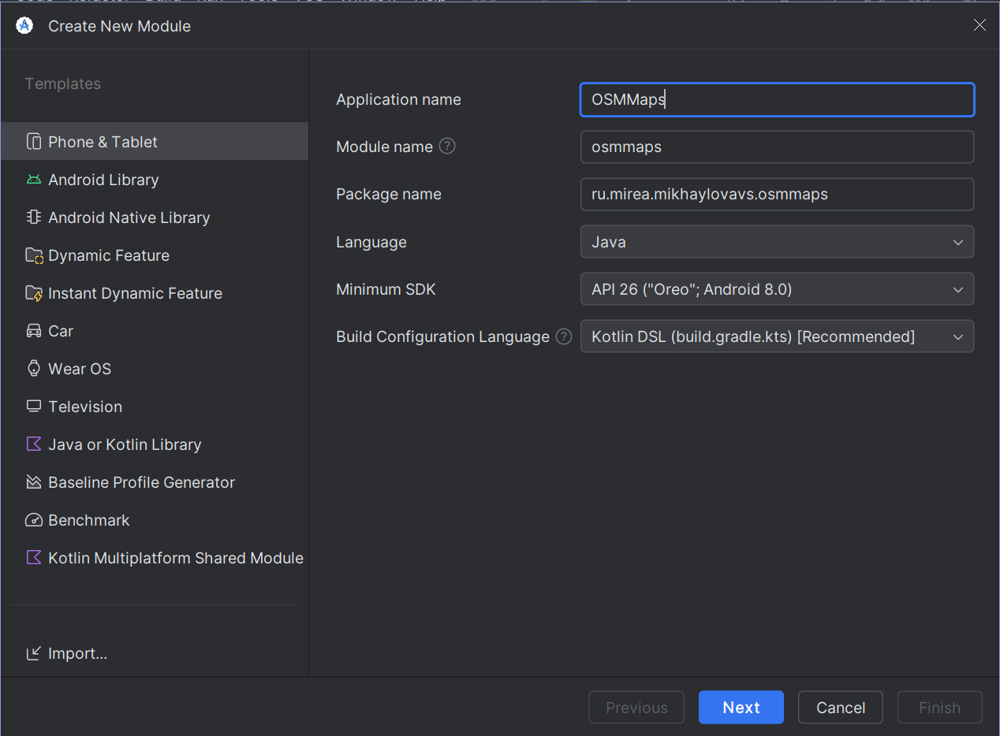 Create New Module
Templates
Phone & Tablet
Android Library
Android Native Library
Dynamic Feature
Instant Dynamic Feature
Car
Wear OS
Television
Java or Kotlin Library
Baseline Profile Generator
Benchmark
Kotlin Multiplatform Shared Module
Import...
Application name OSMMaps
Module name ? osmmaps
Package name ru.mirea.mikhaylovavs.osmmaps
Language Java
Minimum SDK API 26 ("Oreo"; Android 8.0)
Build Configuration Language ? Kotlin DSL (build.gradle.kts) [Recommended]
Previous Next Cancel Finish